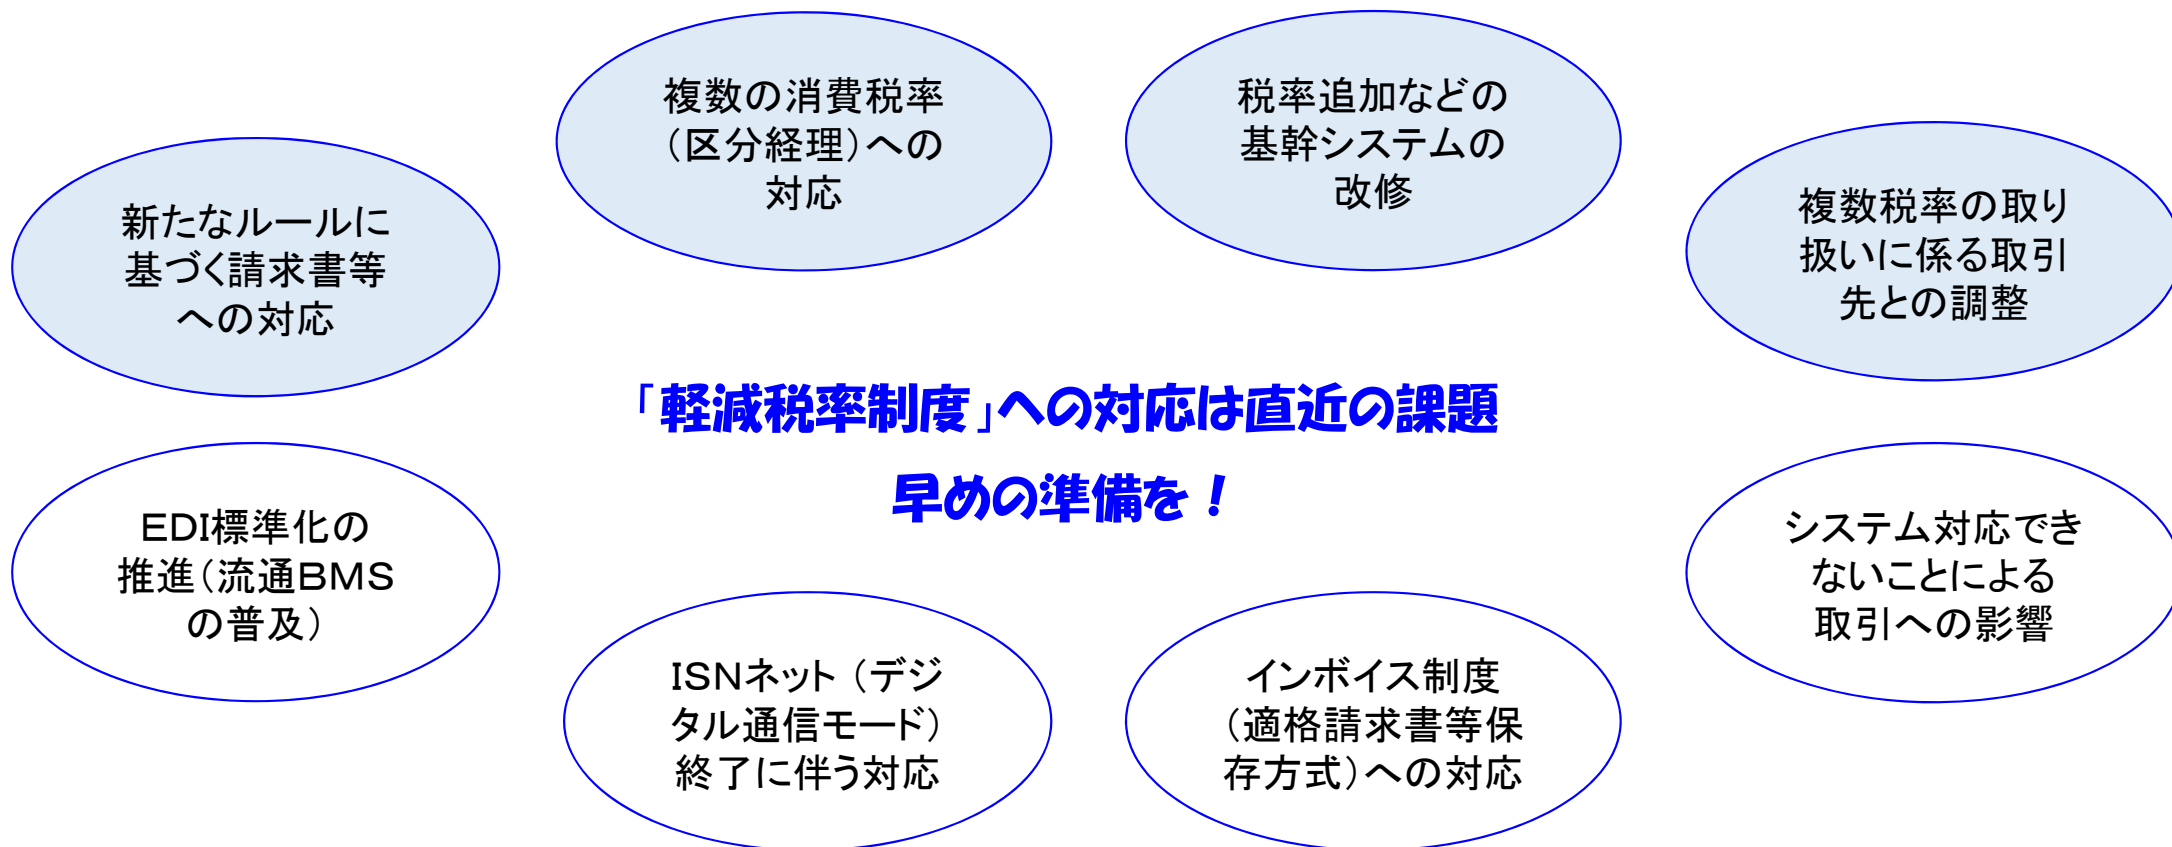 複数の消費税率
（区分経理）への
対応
税率追加などの
基幹システムの
改修
新たなルールに
基づく請求書等
への対応
複数税率の取り
扱いに係る取引
先との調整
「軽減税率制度」への対応は直近の課題
早めの準備を！
EDI標準化の
推進（流通BMS
の普及）
システム対応でき
ないことによる
取引への影響
ISNネット（デジ
タル通信モード）
終了に伴う対応
インボイス制度
（適格請求書等保
存方式）への対応